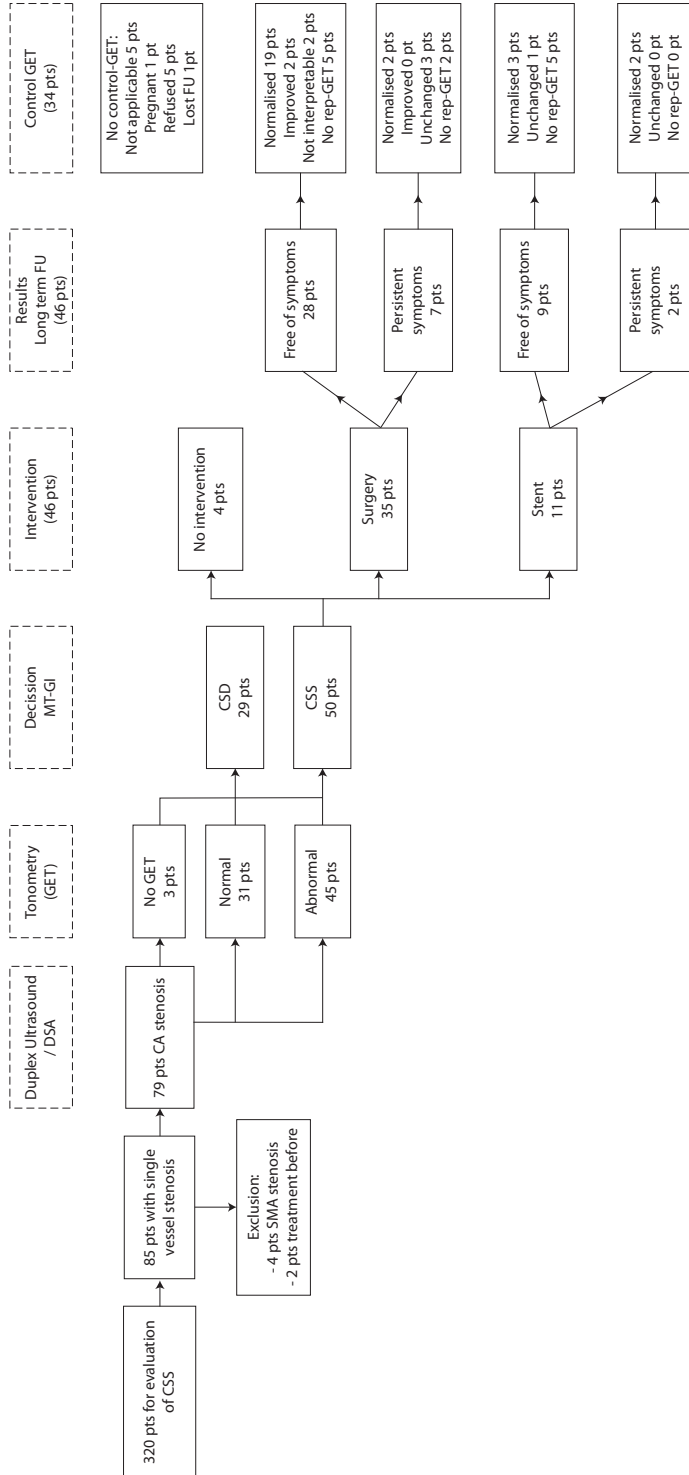 Duplex Ultrasound
/ DSA
Tonometry
(GET)
Decission
MT-GI
Intervention
(46 pts)
Results
Long term FU
(46 pts)
Control GET
(34 pts)
320 pts for evaluation
of CSS
85 pts with single
vessel stenosis
Exclusion:
- 4 pts SMA stenosis
- 2 pts treatment before
79 pts CA stenosis
No GET
3 pts
Normal
31 pts
Abnormal
45 pts
CSD
29 pts
CSS
50 pts
No intervention
4 pts
Surgery
35 pts
Stent
11 pts
Free of symptoms
28 pts
Persistent
symptoms
7 pts
Free of symptoms
9 pts
Persistent
symptoms
2 pts
No control-GET:
Not applicable 5 pts
Pregnant 1 pt
Refused 5 pts
Lost FU 1pt
Normalised 19 pts
Improved 2 pts
Not interpretable 2 pts
No rep-GET 5 pts
Normalised 2 pts
Improved 0 pt
Unchanged 3 pts
No rep-GET 2 pts
Normalised 3 pts
Unchanged 1 pt
No rep-GET 5 pts
Normalised 2 pts
Unchanged 0 pt
No rep-GET 0 pt